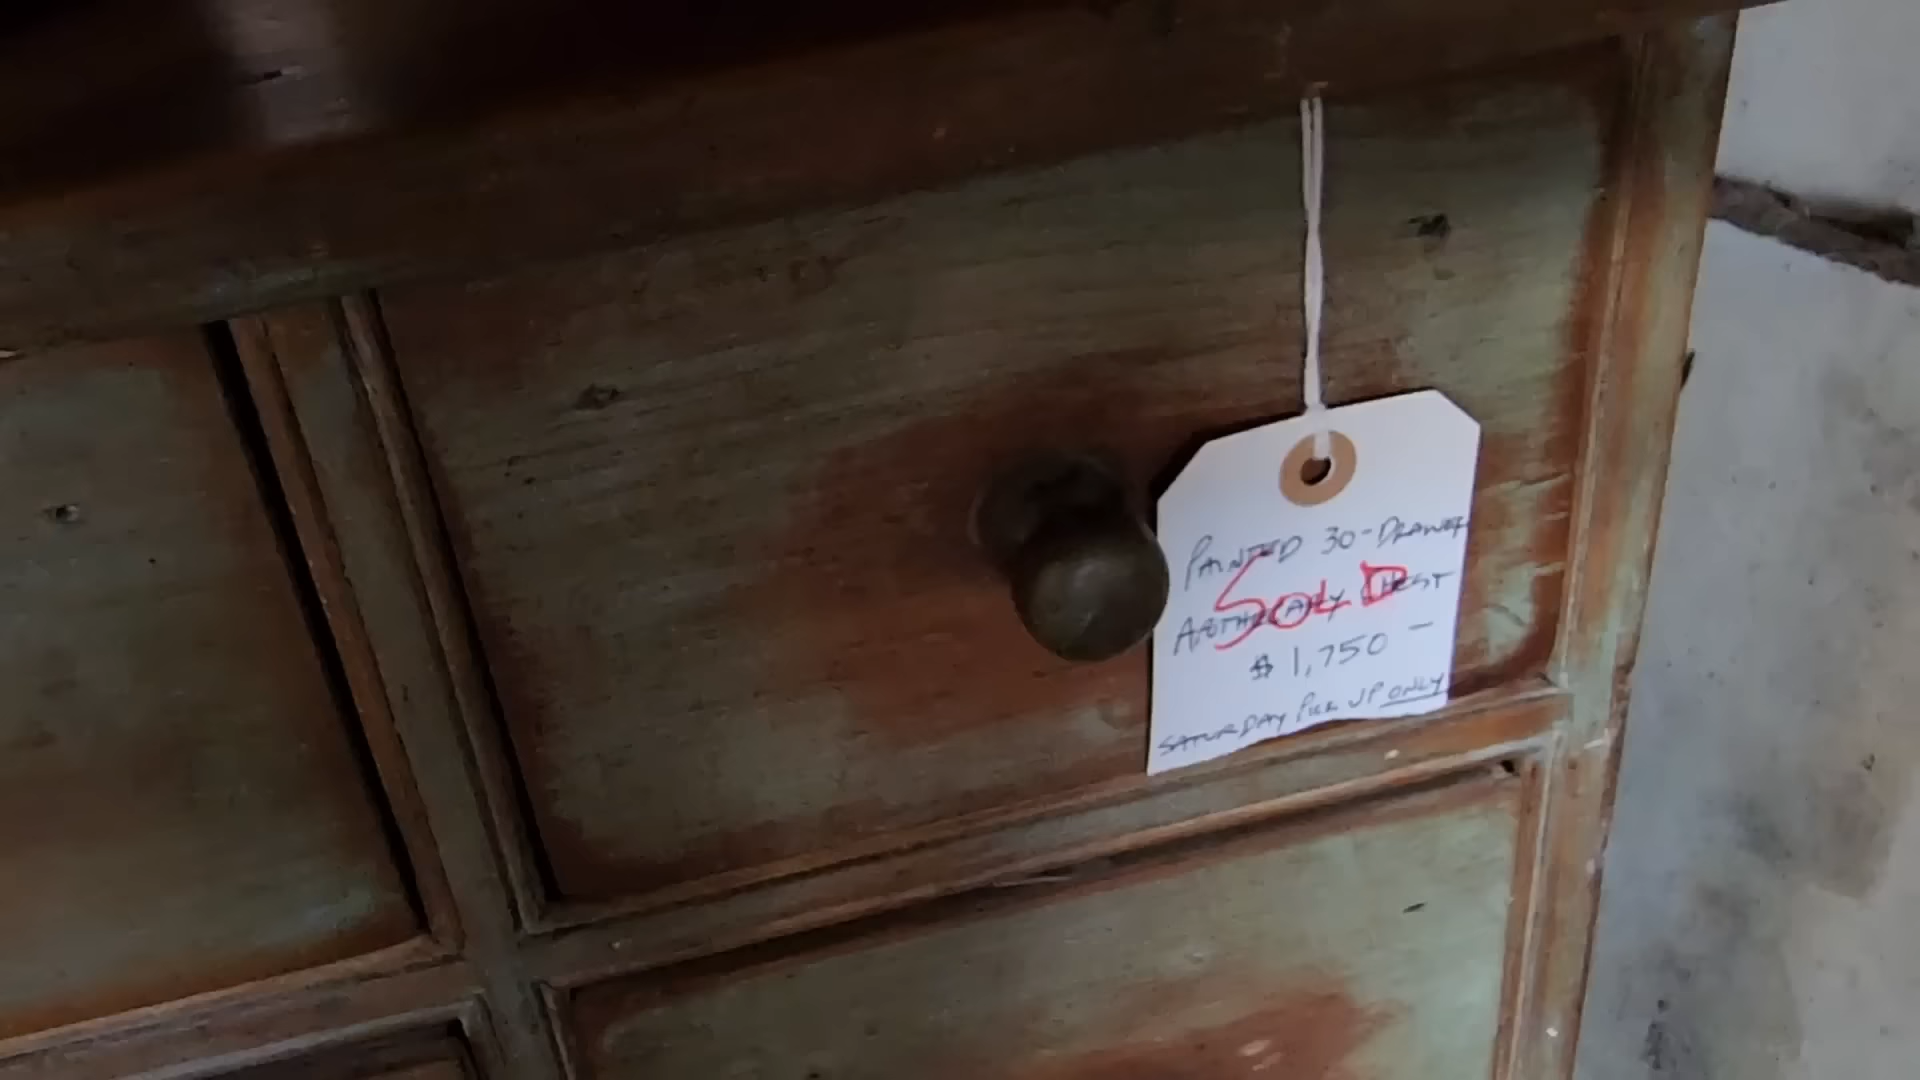 PAINTED 30-DRAWER
SOLD
APOTHECARY CHEST
$1,750 –
SATURDAY PICK UP ONLY